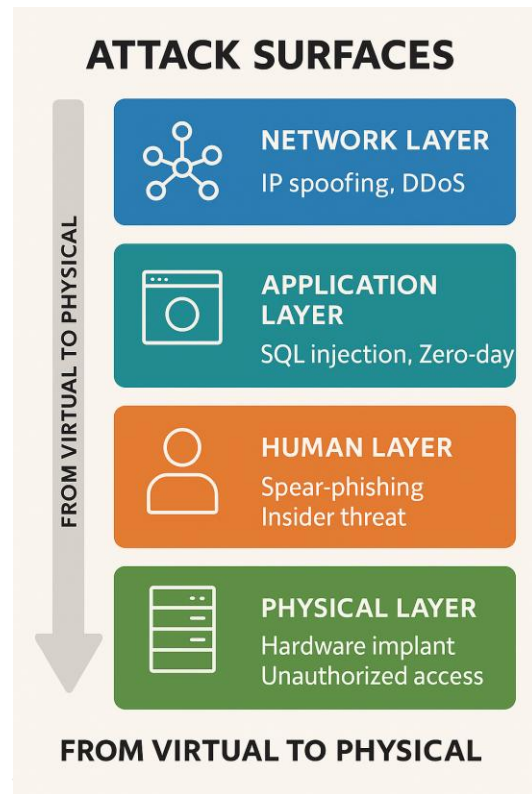 ATTACK SURFACES
FROM VIRTUAL TO PHYSICAL
NETWORK LAYER
IP spoofing, DDoS
APPLICATION
LAYER
SQL injection, Zero-day
HUMAN LAYER
Spear-phishing
Insider threat
PHYSICAL LAYER
Hardware implant
Unauthorized access
FROM VIRTUAL TO PHYSICAL